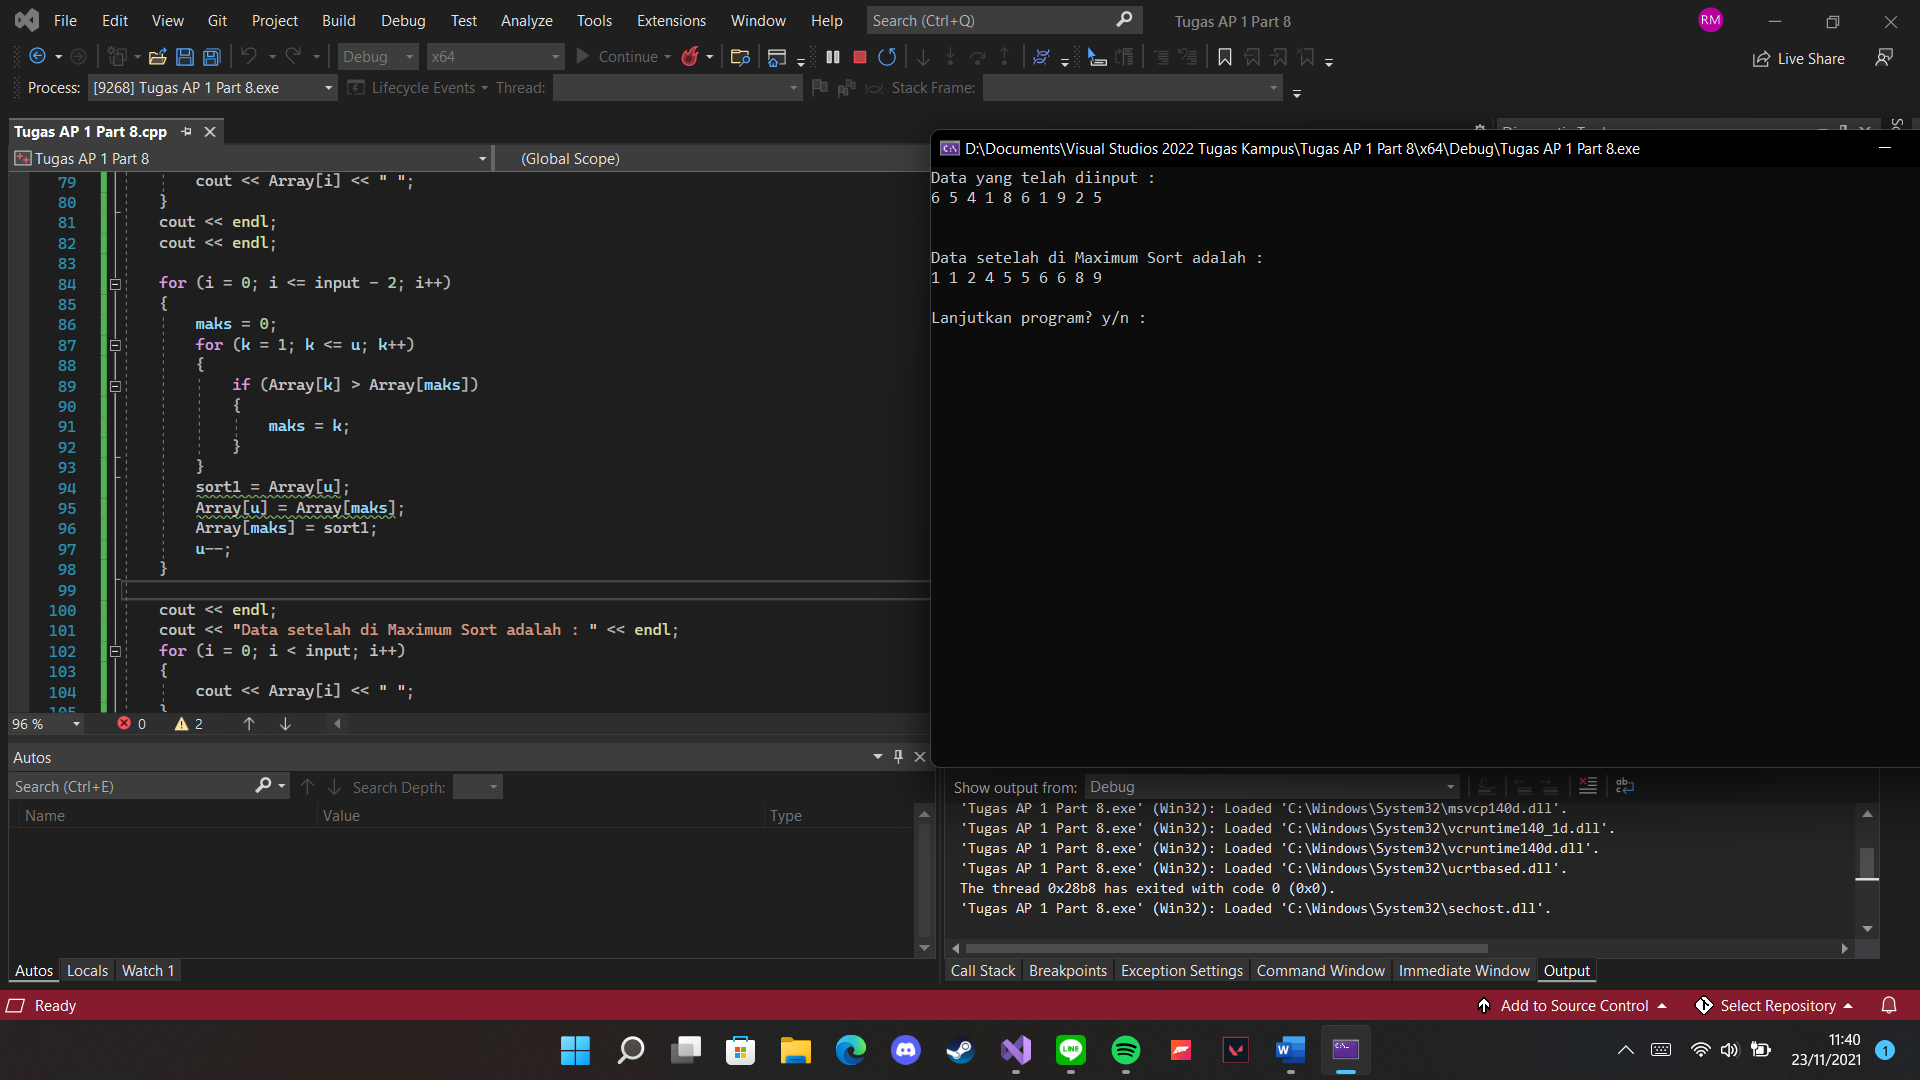 File Edit View Git Project Build Debug Test Analyze Tools Extensions Window Help Search (Ctrl+Q) Tugas AP 1 Part 8 RM
Debug x64 Continue Live Share
Process: [9268] Tugas AP 1 Part 8.exe Lifecycle Events Thread: Stack Frame:
Tugas AP 1 Part 8.cpp
Tugas AP 1 Part 8 (Global Scope)
79 cout << Array[i] << " ";
80 }
81 cout << endl;
82 cout << endl;
83
84 for (i = 0; i <= input - 2; i++)
85 {
86 maks = 0;
87 for (k = 1; k <= u; k++)
88 {
89 if (Array[k] > Array[maks])
90 {
91 maks = k;
92 }
93 }
94 sort1 = Array[u];
95 Array[u] = Array[maks];
96 Array[maks] = sort1;
97 u--;
98 }
99
100 cout << endl;
101 cout << "Data setelah di Maximum Sort adalah : " << endl;
102 for (i = 0; i < input; i++)
103 {
104 cout << Array[i] << " ";
105 }
96 % 0 2
D:\Documents\Visual Studios 2022 Tugas Kampus\Tugas AP 1 Part 8\x64\Debug\Tugas AP 1 Part 8.exe
Data yang telah diinput :
6 5 4 1 8 6 1 9 2 5
Data setelah di Maximum Sort adalah :
1 1 2 4 5 5 6 6 8 9
Lanjutkan program? y/n :
Autos
Search (Ctrl+E) Search Depth:
Name Value Type
Autos Locals Watch 1
Show output from: Debug
'Tugas AP 1 Part 8.exe' (Win32): Loaded 'C:\Windows\System32\msvcp140d.dll'.
'Tugas AP 1 Part 8.exe' (Win32): Loaded 'C:\Windows\System32\vcruntime140_1d.dll'.
'Tugas AP 1 Part 8.exe' (Win32): Loaded 'C:\Windows\System32\vcruntime140d.dll'.
'Tugas AP 1 Part 8.exe' (Win32): Loaded 'C:\Windows\System32\ucrtbased.dll'.
The thread 0x28b8 has exited with code 0 (0x0).
'Tugas AP 1 Part 8.exe' (Win32): Loaded 'C:\Windows\System32\sechost.dll'.
Call Stack Breakpoints Exception Settings Command Window Immediate Window Output
Ready Add to Source Control Select Repository
11:40
23/11/2021 1